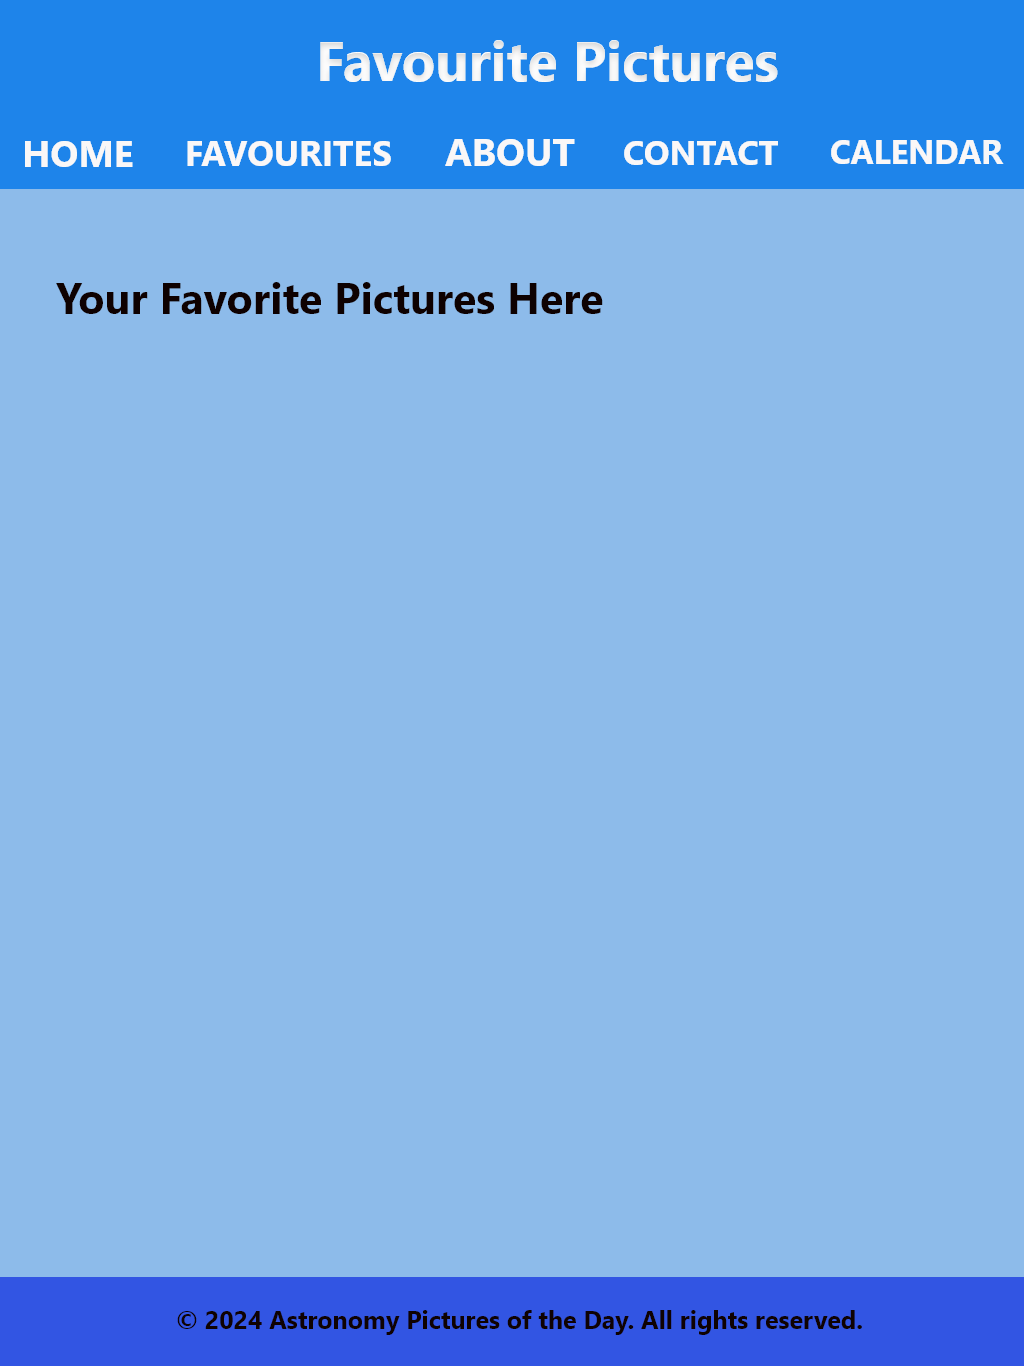 Favourite Pictures
HOME FAVOURITES ABOUT CONTACT CALENDAR
Your Favorite Pictures Here
© 2024 Astronomy Pictures of the Day. All rights reserved.